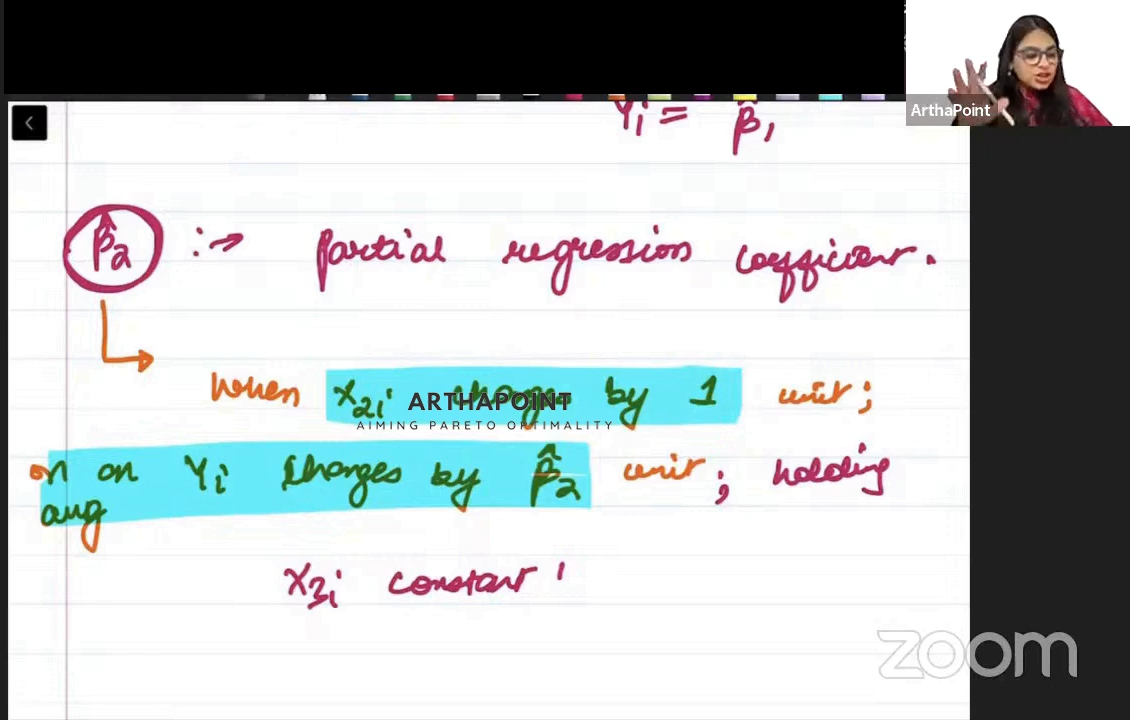 ArthaPoint
Yi = β̂1
β̂2 :→ Partial regression coefficient.
When X2i changes by 1 unit;
ARTHAPOINT
AIMING PARETO OPTIMALITY
on an Yi changes by β̂2 unit; holding
avg
X3i constant
zoom